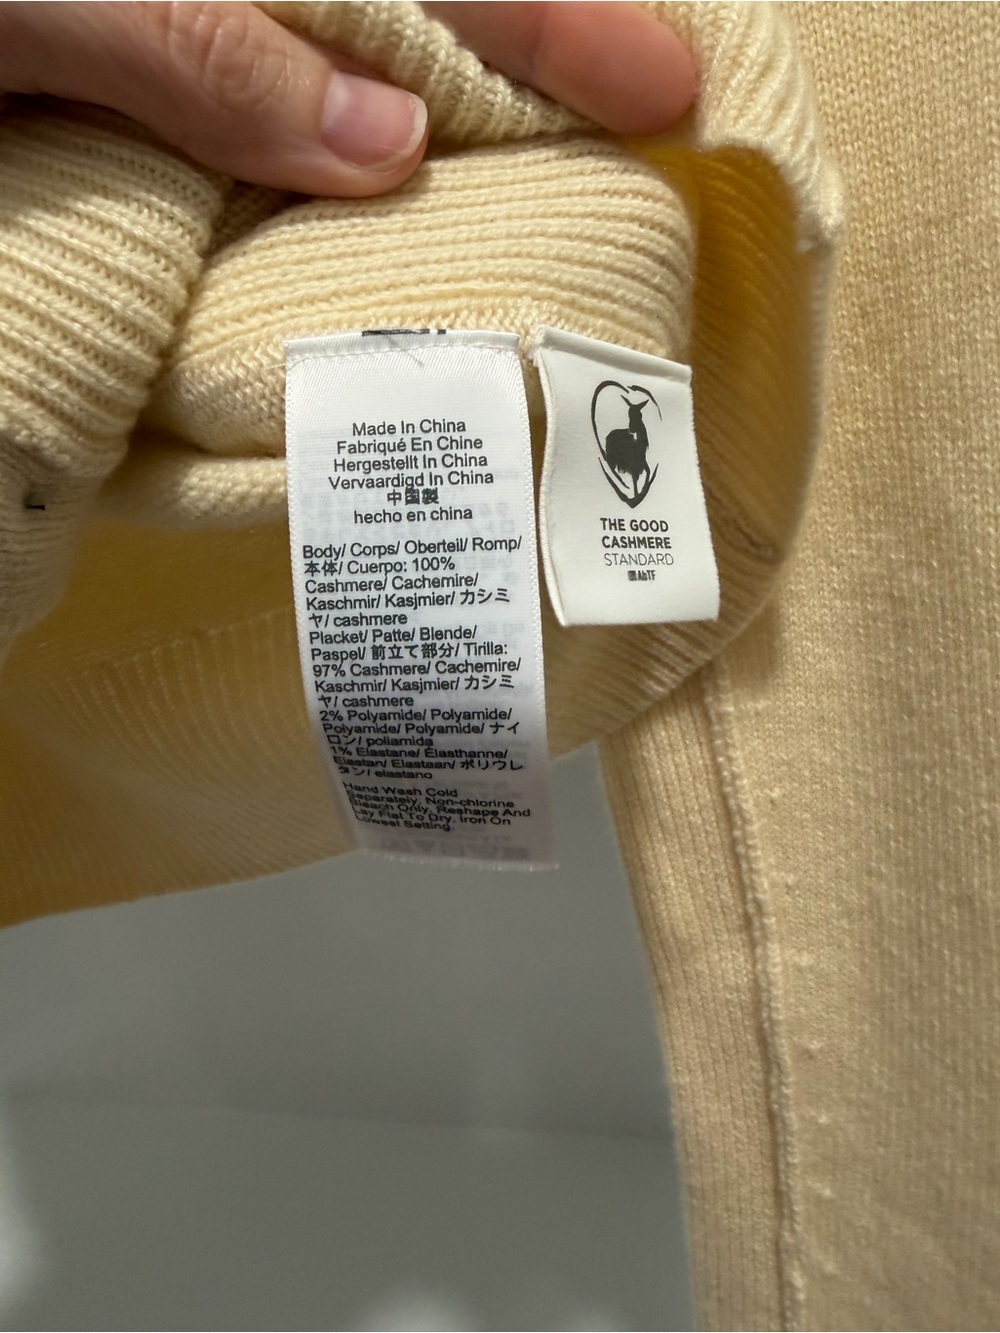 Made In China
Fabriqué En Chine
Hergestellt In China
Vervaardigd In China
中国製
hecho en china
Body/ Corps/ Oberteil/ Romp/
本体/ Cuerpo: 100%
Cashmere/ Cachemire/
Kaschmir/ Kasjmier/ カシミ
ヤ/ cashmere
Placket/ Patte/ Blende/
Paspel/ 前立て部分/ Tirilla:
97% Cashmere/ Cachemire/
Kaschmir/ Kasjmier/ カシミ
ヤ/ cashmere
2% Polyamide/ Polyamide/
Polyamide/ Polyamide/ ナイ
ロン/ poliamida
1% Elastane/ Élasthanne/
Elastan/ Elastaan/ ポリウレ
タン/ elastano
Hand Wash Cold
Separately, Non-chlorine
Bleach Only, Reshape And
Lay Flat To Dry, Iron On
Lowest Setting.
THE GOOD
CASHMERE
STANDARD
AbTF